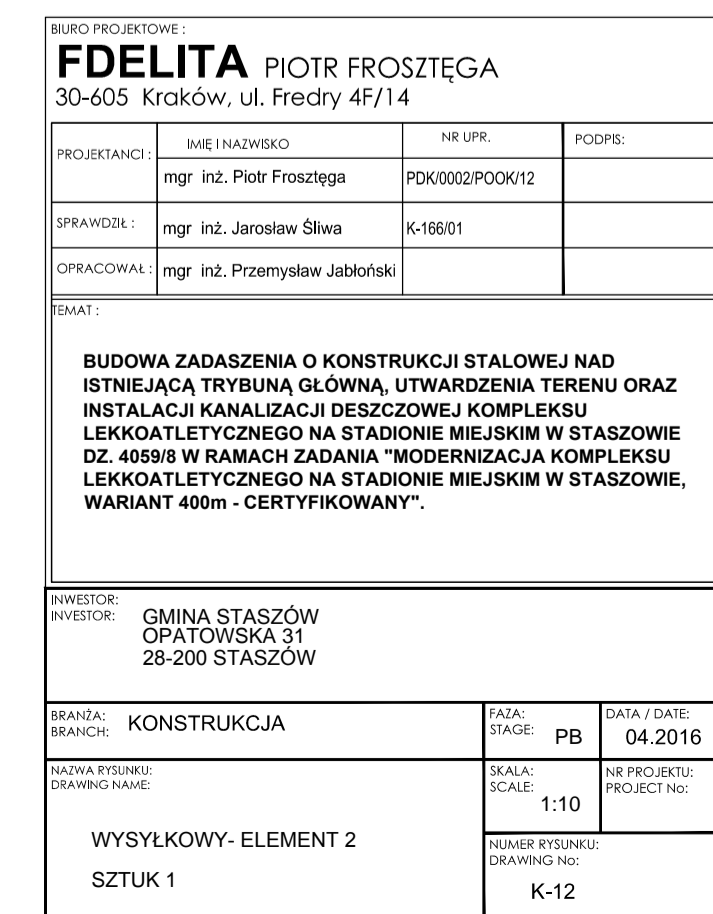 BIURO PROJEKTOWE :
FDELITA PIOTR FROSZTĘGA
30-605 Kraków, ul. Fredry 4F/14
PROJEKTANCI : IMIĘ I NAZWISKO NR UPR. PODPIS:
mgr inż. Piotr Frosztęga PDK/0002/POOK/12
SPRAWDZIŁ : mgr inż. Jarosław Śliwa K-166/01
OPRACOWAŁ : mgr inż. Przemysław Jabłoński
TEMAT :
BUDOWA ZADASZENIA O KONSTRUKCJI STALOWEJ NAD
ISTNIEJĄCĄ TRYBUNĄ GŁÓWNĄ, UTWARDZENIA TERENU ORAZ
INSTALACJI KANALIZACJI DESZCZOWEJ KOMPLEKSU
LEKKOATLETYCZNEGO NA STADIONIE MIEJSKIM W STASZOWIE
DZ. 4059/8 W RAMACH ZADANIA "MODERNIZACJA KOMPLEKSU
LEKKOATLETYCZNEGO NA STADIONIE MIEJSKIM W STASZOWIE,
WARIANT 400m - CERTYFIKOWANY".
INWESTOR:
INVESTOR:
GMINA STASZÓW
OPATOWSKA 31
28-200 STASZÓW
BRANŻA:
BRANCH:
KONSTRUKCJA
FAZA:
STAGE:
PB
DATA / DATE:
04.2016
NAZWA RYSUNKU:
DRAWING NAME:
WYSYŁKOWY- ELEMENT 2
SZTUK 1
SKALA:
SCALE:
1:10
NR PROJEKTU:
PROJECT No:
NUMER RYSUNKU:
DRAWING No:
K-12